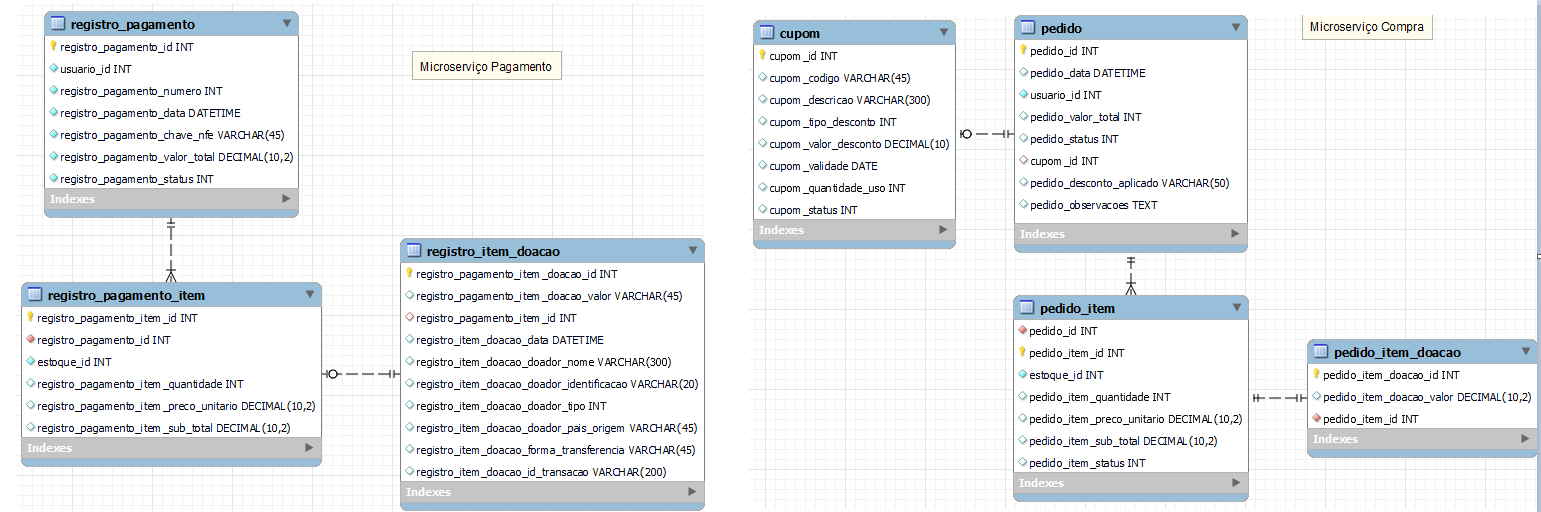 registro_pagamento
registro_pagamento_id INT
usuario_id INT
registro_pagamento_numero INT
registro_pagamento_data DATETIME
registro_pagamento_chave_nfe VARCHAR(45)
registro_pagamento_valor_total DECIMAL(10,2)
registro_pagamento_status INT
Indexes
Microserviço Pagamento
registro_pagamento_item
registro_pagamento_item_id INT
registro_pagamento_id INT
estoque_id INT
registro_pagamento_item_quantidade INT
registro_pagamento_item_preco_unitario DECIMAL(10,2)
registro_pagamento_item_sub_total DECIMAL(10,2)
Indexes
registro_item_doacao
registro_pagamento_item_doacao_id INT
registro_pagamento_item_doacao_valor VARCHAR(45)
registro_pagamento_item_id INT
registro_item_doacao_data DATETIME
registro_item_doacao_doador_nome VARCHAR(300)
registro_item_doacao_doador_identificacao VARCHAR(20)
registro_item_doacao_doador_tipo INT
registro_item_doacao_doador_pais_origem VARCHAR(45)
registro_item_doacao_forma_transferencia VARCHAR(45)
registro_item_doacao_id_transacao VARCHAR(200)
Indexes
cupom
cupom_id INT
cupom_codigo VARCHAR(45)
cupom_descricao VARCHAR(300)
cupom_tipo_desconto INT
cupom_valor_desconto DECIMAL(10)
cupom_validade DATE
cupom_quantidade_uso INT
cupom_status INT
Indexes
pedido
pedido_id INT
pedido_data DATETIME
usuario_id INT
pedido_valor_total INT
pedido_status INT
cupom_id INT
pedido_desconto_aplicado VARCHAR(50)
pedido_observacoes TEXT
Indexes
Microserviço Compra
pedido_item
pedido_id INT
pedido_item_id INT
estoque_id INT
pedido_item_quantidade INT
pedido_item_preco_unitario DECIMAL(10,2)
pedido_item_sub_total DECIMAL(10,2)
pedido_item_status INT
Indexes
pedido_item_doacao
pedido_item_doacao_id INT
pedido_item_doacao_valor DECIMAL(10,2)
pedido_item_id INT
Indexes